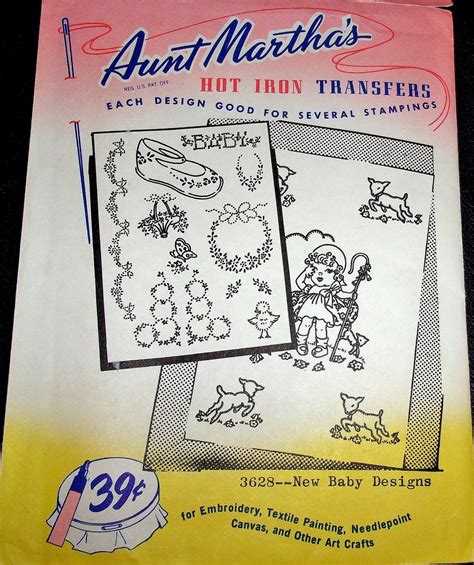 Aunt Martha's
REG. U.S. PAT. OFF.
HOT IRON TRANSFERS
EACH DESIGN GOOD FOR SEVERAL STAMPINGS
BABY
3628--New Baby Designs
39¢
for Embroidery, Textile Painting, Needlepoint
Canvas, and Other Art Crafts